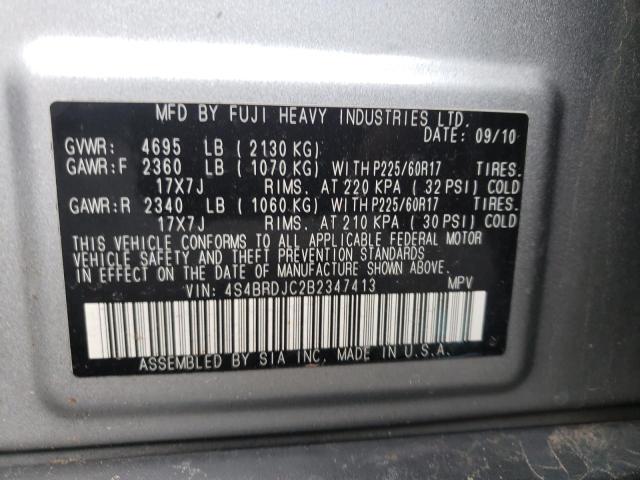 MFD BY FUJI HEAVY INDUSTRIES LTD.
DATE: 09/10
GVWR: 4695 LB ( 2130 KG)
GAWR:F 2360 LB ( 1070 KG) WITH P225/60R17 TIRES.
17X7J RIMS. AT 220 KPA ( 32 PSI) COLD
GAWR:R 2340 LB ( 1060 KG) WITH P225/60R17 TIRES.
17X7J RIMS. AT 210 KPA ( 30 PSI) COLD
THIS VEHICLE CONFORMS TO ALL APPLICABLE FEDERAL MOTOR
VEHICLE SAFETY AND THEFT PREVENTION STANDARDS
IN EFFECT ON THE DATE OF MANUFACTURE SHOWN ABOVE.
VIN: 4S4BRDJC2B2347413 MPV
ASSEMBLED BY SIA INC, MADE IN U.S.A.